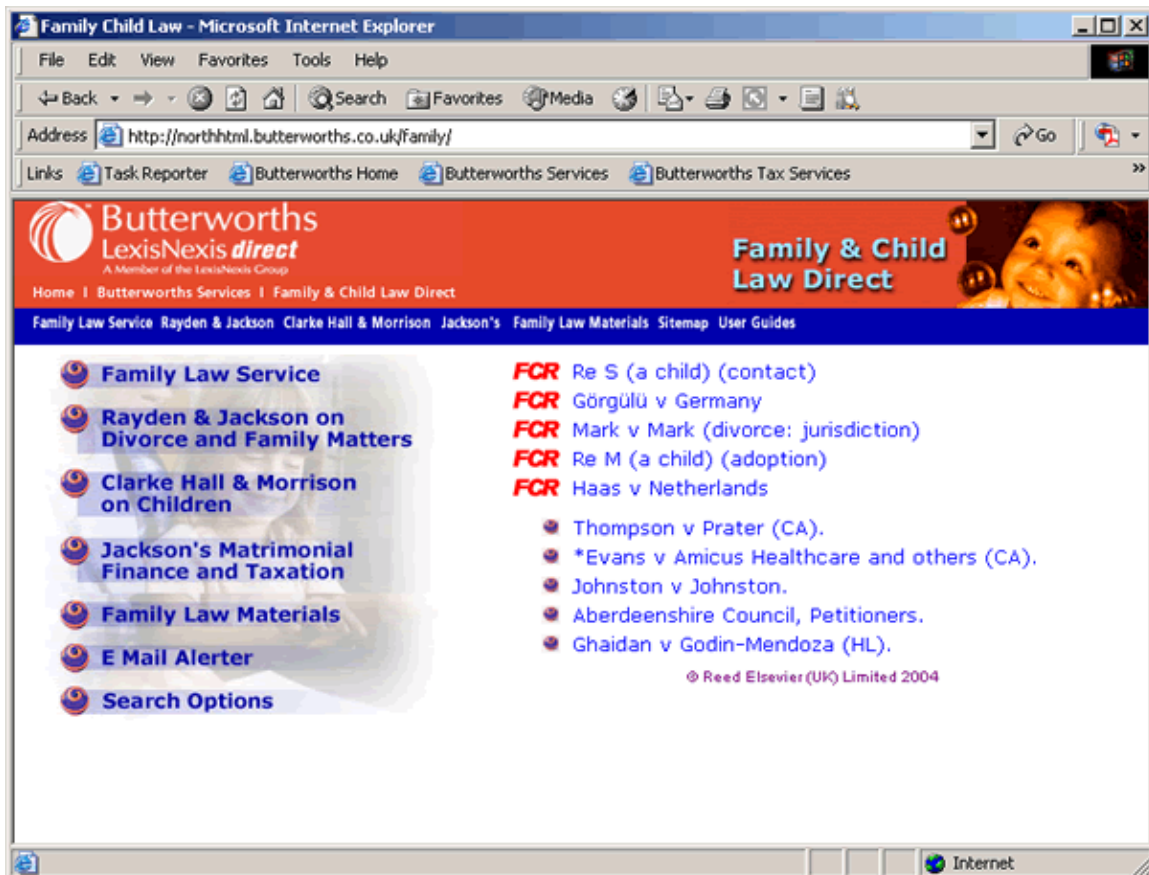 Family Child Law - Microsoft Internet Explorer
File Edit View Favorites Tools Help
Back Search Favorites Media
Address http://northhtml.butterworths.co.uk/family/ Go
Links Task Reporter Butterworths Home Butterworths Services Butterworths Tax Services »
Butterworths™
LexisNexis direct
A Member of the LexisNexis Group
Family & Child
Law Direct
Home | Butterworths Services | Family & Child Law Direct
Family Law Service Rayden & Jackson Clarke Hall & Morrison Jackson's Family Law Materials Sitemap User Guides
Family Law Service
Rayden & Jackson on
Divorce and Family Matters
Clarke Hall & Morrison
on Children
Jackson's Matrimonial
Finance and Taxation
Family Law Materials
E Mail Alerter
Search Options
FCR Re S (a child) (contact)
FCR Görgülü v Germany
FCR Mark v Mark (divorce: jurisdiction)
FCR Re M (a child) (adoption)
FCR Haas v Netherlands
Thompson v Prater (CA).
*Evans v Amicus Healthcare and others (CA).
Johnston v Johnston.
Aberdeenshire Council, Petitioners.
Ghaidan v Godin-Mendoza (HL).
© Reed Elsevier (UK) Limited 2004
Internet